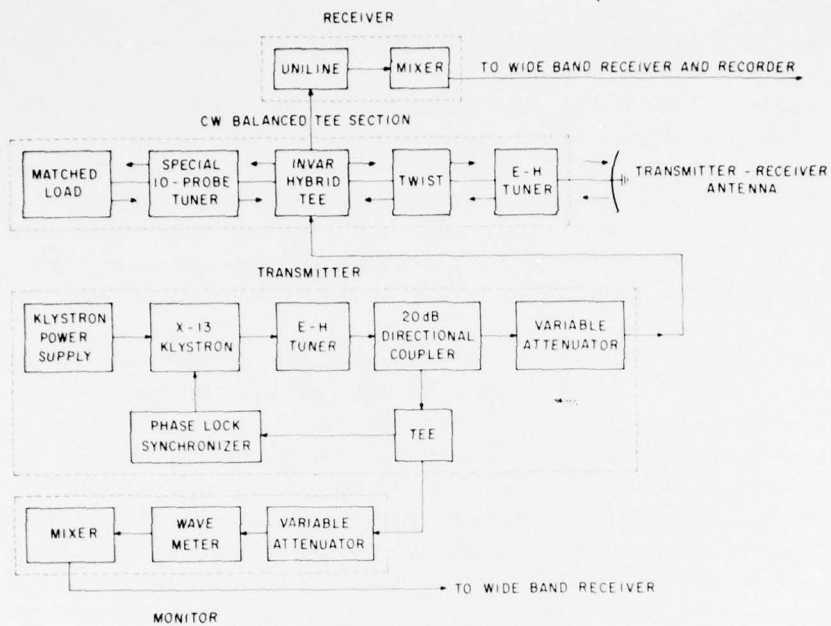 RECEIVER
UNILINE
MIXER
TO WIDE BAND RECEIVER AND RECORDER
CW BALANCED TEE SECTION
MATCHED
LOAD
SPECIAL
10-PROBE
TUNER
INVAR
HYBRID
TEE
TWIST
E-H
TUNER
TRANSMITTER - RECEIVER
ANTENNA
TRANSMITTER
KLYSTRON
POWER
SUPPLY
X-13
KLYSTRON
E-H
TUNER
20dB
DIRECTIONAL
COUPLER
VARIABLE
ATTENUATOR
PHASE LOCK
SYNCHRONIZER
TEE
MIXER
WAVE
METER
VARIABLE
ATTENUATOR
TO WIDE BAND RECEIVER
MONITOR